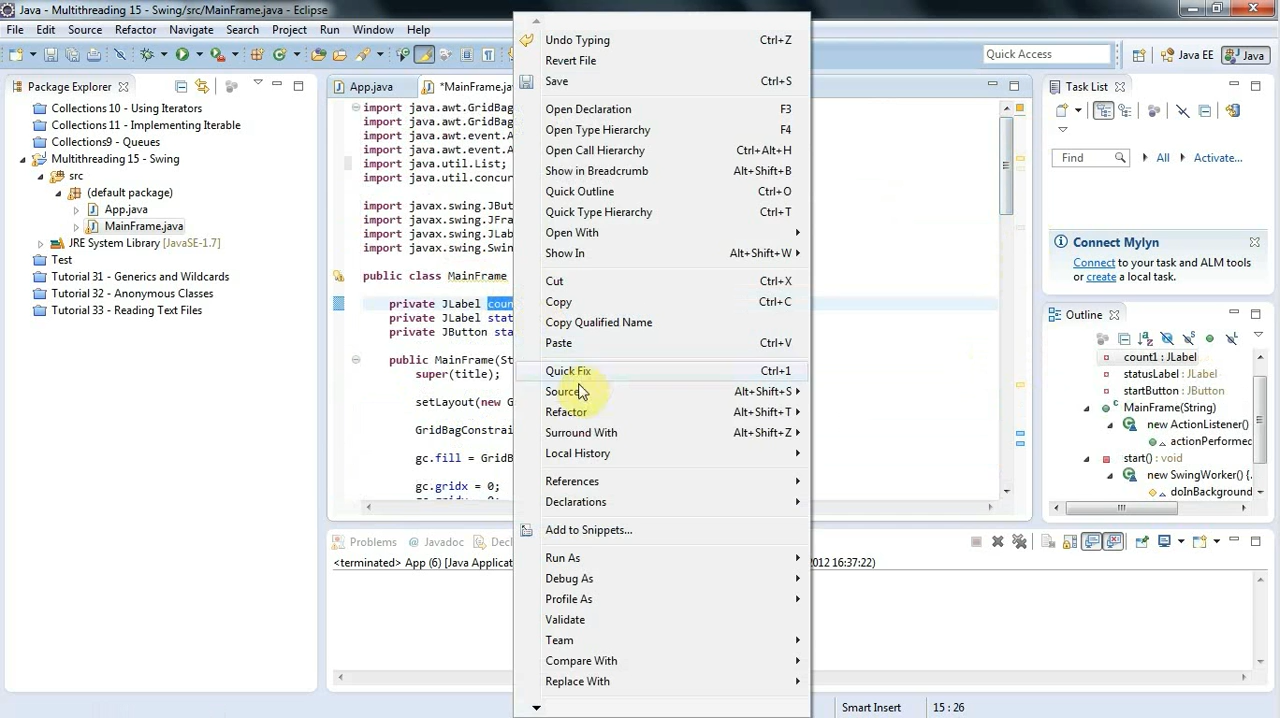 Java - Multithreading 15 - Swing/src/MainFrame.java - Eclipse
File Edit Source Refactor Navigate Search Project Run Window Help
Quick Access
Java EE
Java
Package Explorer
Collections 10 - Using Iterators
Collections 11 - Implementing Iterable
Collections9 - Queues
Multithreading 15 - Swing
src
(default package)
App.java
MainFrame.java
JRE System Library [JavaSE-1.7]
Test
Tutorial 31 - Generics and Wildcards
Tutorial 32 - Anonymous Classes
Tutorial 33 - Reading Text Files
App.java
*MainFrame.jav
import java.awt.GridBag
import java.awt.GridBag
import java.awt.event.A
import java.awt.event.A
import java.util.List;
import java.util.concur
import javax.swing.JBut
import javax.swing.JFra
import javax.swing.JLab
import javax.swing.Swin
public class MainFrame
private JLabel coun
private JLabel stat
private JButton sta
public MainFrame(St
super(title);
setLayout(new G
GridBagConstrai
gc.fill = GridB
gc.gridx = 0;
Undo Typing Ctrl+Z
Revert File
Save Ctrl+S
Open Declaration F3
Open Type Hierarchy F4
Open Call Hierarchy Ctrl+Alt+H
Show in Breadcrumb Alt+Shift+B
Quick Outline Ctrl+O
Quick Type Hierarchy Ctrl+T
Open With
Show In Alt+Shift+W
Cut Ctrl+X
Copy Ctrl+C
Copy Qualified Name
Paste Ctrl+V
Quick Fix Ctrl+1
Source Alt+Shift+S
Refactor Alt+Shift+T
Surround With Alt+Shift+Z
Local History
References
Declarations
Add to Snippets...
Run As
Debug As
Profile As
Validate
Team
Compare With
Replace With
Task List
Find
All
Activate...
Connect Mylyn
Connect to your task and ALM tools
or create a local task.
Outline
count1 : JLabel
statusLabel : JLabel
startButton : JButton
MainFrame(String)
new ActionListener()
actionPerformed
start() : void
new SwingWorker() {
doInBackground
Problems
Javadoc
Decl
<terminated> App (6) [Java Applicat
2012 16:37:22)
Smart Insert
15 : 26